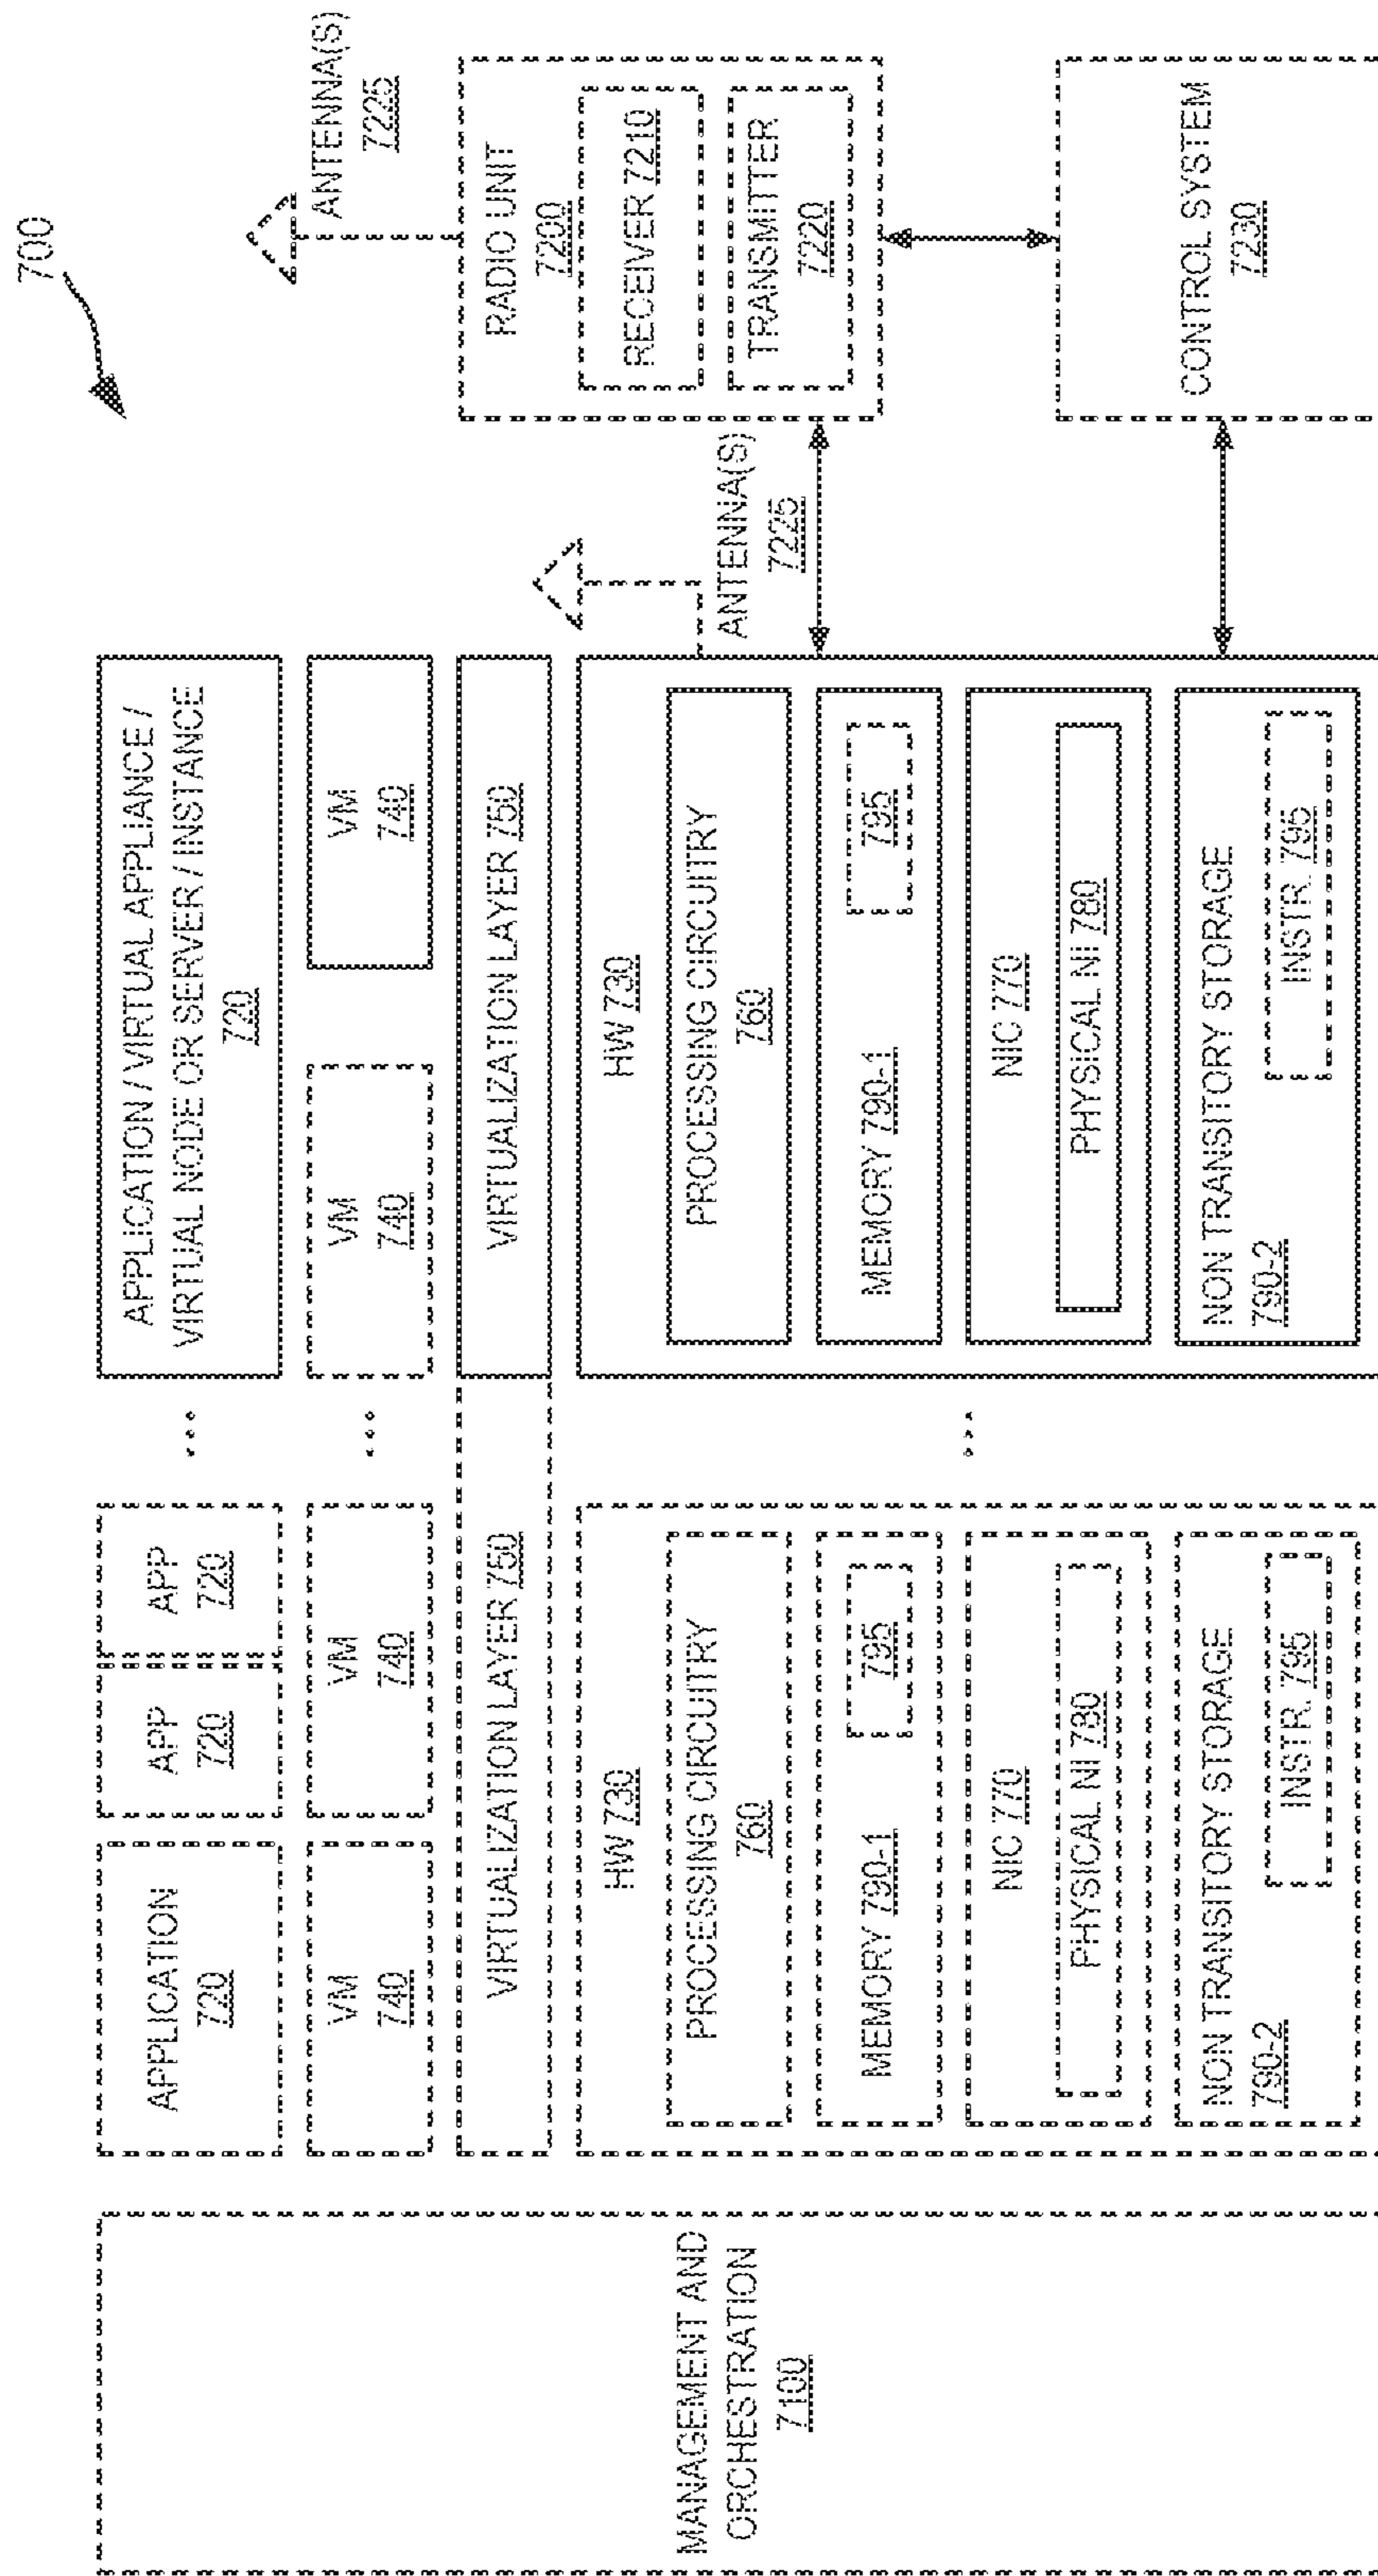 700
MANAGEMENT AND
ORCHESTRATION
7100
APPLICATION
720
APP
720
APP
720
...
APPLICATION / VIRTUAL APPLIANCE /
VIRTUAL NODE OR SERVER / INSTANCE
720
VM
740
VM
740
...
VM
740
VM
740
VIRTUALIZATION LAYER 750
VIRTUALIZATION LAYER 750
HW 730
PROCESSING CIRCUITRY
760
MEMORY 790-1
795
NIC 770
PHYSICAL NI 780
NON TRANSITORY STORAGE
790-2
INSTR. 795
...
HW 730
PROCESSING CIRCUITRY
760
MEMORY 790-1
795
NIC 770
PHYSICAL NI 780
NON TRANSITORY STORAGE
790-2
INSTR. 795
ANTENNA(S)
7225
ANTENNA(S)
7225
RADIO UNIT
7200
RECEIVER 7210
TRANSMITTER
7220
CONTROL SYSTEM
7230